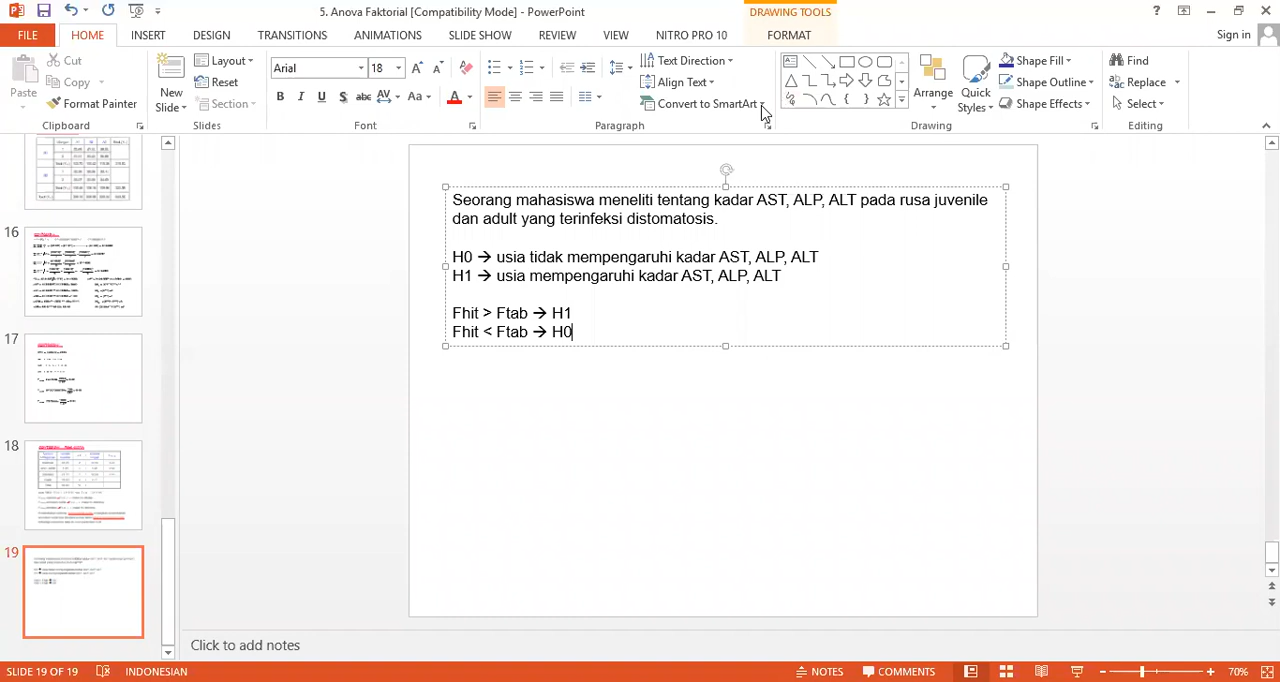 5. Anova Faktorial [Compatibility Mode] - PowerPoint
DRAWING TOOLS
?
FILE
HOME
INSERT
DESIGN
TRANSITIONS
ANIMATIONS
SLIDE SHOW
REVIEW
VIEW
NITRO PRO 10
FORMAT
Sign in
Paste
Cut
Copy
Format Painter
Clipboard
New Slide
Layout
Reset
Section
Slides
Arial
18
B I U S abc AV Aa A
Font
Text Direction
Align Text
Convert to SmartArt
Paragraph
Arrange
Quick Styles
Shape Fill
Shape Outline
Shape Effects
Drawing
Find
Replace
Select
Editing
16
17
18
19
Seorang mahasiswa meneliti tentang kadar AST, ALP, ALT pada rusa juvenile
dan adult yang terinfeksi distomatosis.
H0 → usia tidak mempengaruhi kadar AST, ALP, ALT
H1 → usia mempengaruhi kadar AST, ALP, ALT
Fhit > Ftab → H1
Fhit < Ftab → H0
Click to add notes
SLIDE 19 OF 19
INDONESIAN
NOTES
COMMENTS
70%